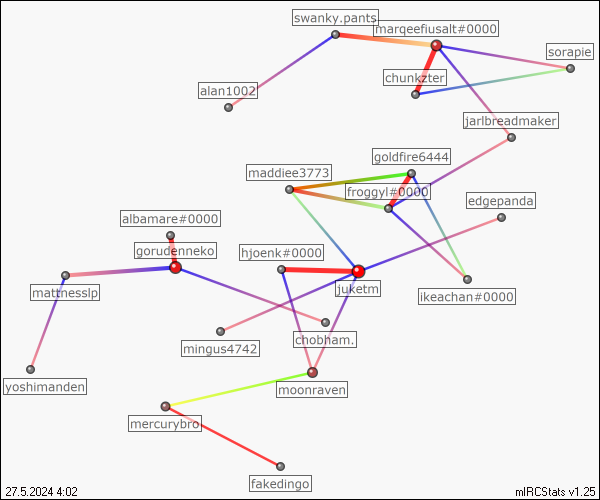 swanky.pants
marqeefiusalt#0000
sorapie
chunkzter
alan1002
jarlbreadmaker
goldfire6444
maddiee3773
froggyl#0000
edgepanda
albamare#0000
gorudenneko
hjoenk#0000
mattnesslp
juketm
ikeachan#0000
mingus4742
chobham.
yoshimanden
moonraven
mercurybro
fakedingo
27.5.2024 4:02
mIRCStats v1.25